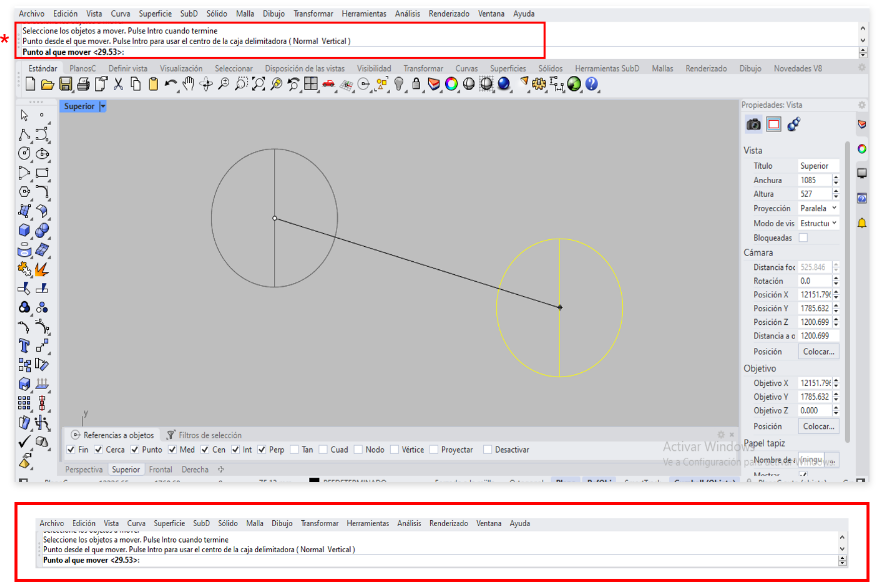 Archivo Edición Vista Curva Superficie SubD Sólido Malla Dibujo Transformar Herramientas Análisis Renderizado Ventana Ayuda
Seleccione los objetos a mover. Pulse Intro cuando termine
* Punto desde el que mover. Pulse Intro para usar el centro de la caja delimitadora ( Normal Vertical )
Punto al que mover <29.53>:
Estándar PlanosC Definir vista Visualización Seleccionar Disposición de las vistas Visibilidad Transformar Curvas Superficies Sólidos Herramientas SubD Mallas Renderizado Dibujo Novedades V8
Superior
Propiedades: Vista
Vista
Título Superior
Anchura 1085
Altura 527
Proyección Paralela
Modo de vis Estructu
Bloqueadas
Cámara
Distancia foc 525.846
Rotación 0.0
Posición X 12151.796
Posición Y 1785.632
Posición Z 1200.699
Distancia a o 1200.699
Posición Colocar...
Objetivo
Objetivo X 12151.796
Objetivo Y 1785.632
Objetivo Z 0.000
Posición Colocar...
Papel tapiz
Nombre de (ningu ...
Mostrar
y
Referencias a objetos Filtros de selección
Fin Cerca Punto Med Cen Int Perp Tan Cuad Nodo Vértice Proyectar Desactivar
Activar Windows
Ve a Configuración para activar Windows.
Perspectiva Superior Frontal Derecha
Archivo Edición Vista Curva Superficie SubD Sólido Malla Dibujo Transformar Herramientas Análisis Renderizado Ventana Ayuda
Seleccione los objetos a mover
Seleccione los objetos a mover. Pulse Intro cuando termine
Punto desde el que mover. Pulse Intro para usar el centro de la caja delimitadora ( Normal Vertical )
Punto al que mover <29.53>: